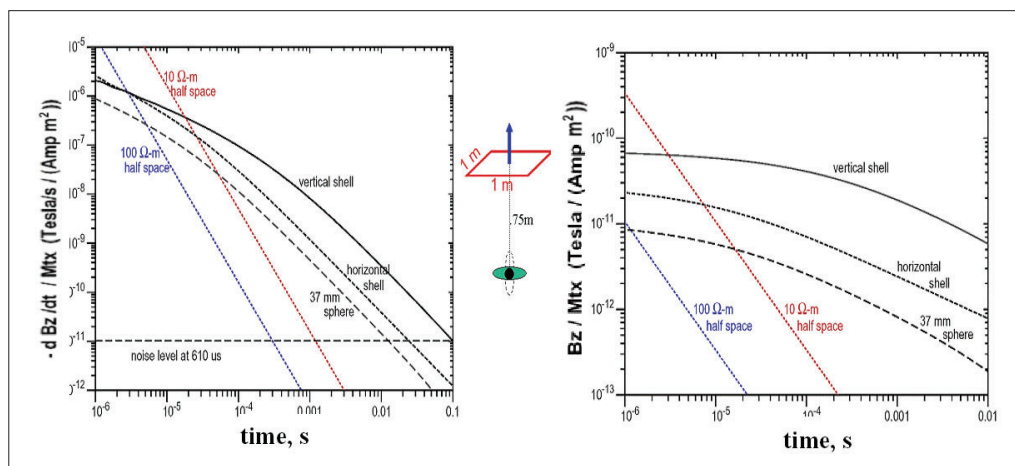 - d Bz/dt / Mtx (Tesla/s / (Amp m²))
10 Ω-m
half space
100 Ω-m
half space
vertical shell
horizontal
shell
37 mm
sphere
noise level at 610 us
10⁻⁶
10⁻⁵
10⁻⁴
0.001
0.01
0.1
time, s
1 m
1 m
.75m
Bz / Mtx (Tesla / (Amp m²))
10⁻⁹
10⁻¹⁰
10⁻¹¹
10⁻¹²
10⁻¹³
vertical shell
horizontal
shell
100 Ω-m
half space
10 Ω-m
half space
37 mm
sphere
10⁻⁶
10⁻⁵
10⁻⁴
0.001
0.01
time, s